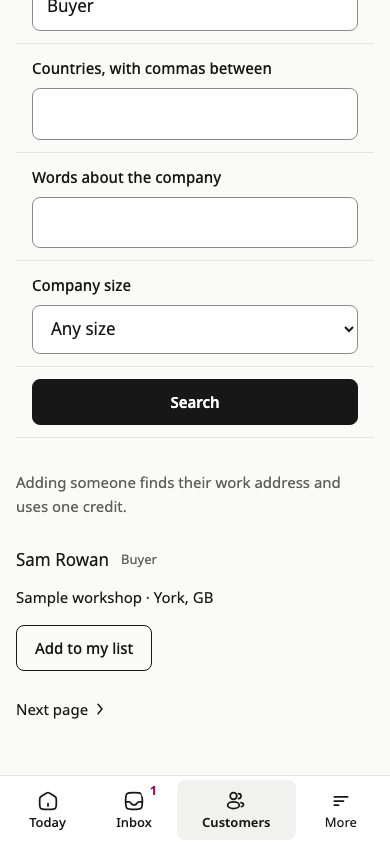 Buyer
Countries, with commas between
Words about the company
Company size
Any size
Search
Adding someone finds their work address and
uses one credit.
Sam Rowan Buyer
Sample workshop · York, GB
Add to my list
Next page
1
Today Inbox Customers More